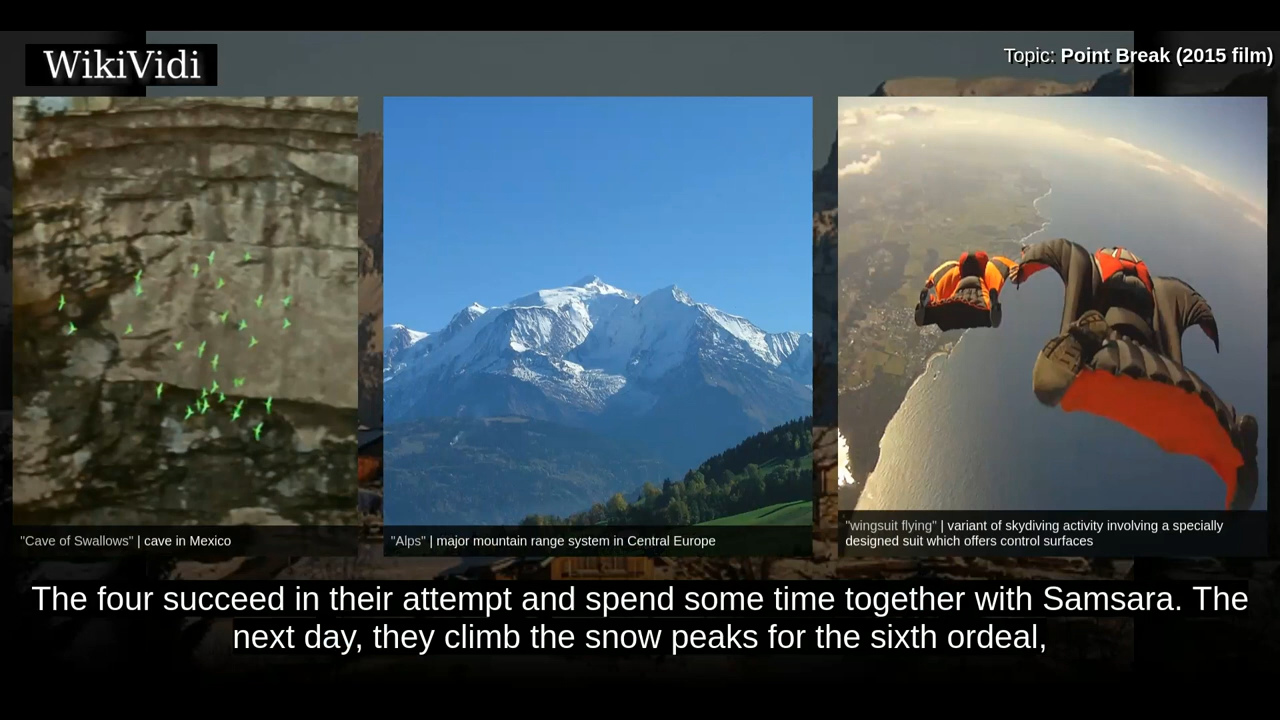 WikiVidi
Topic: Point Break (2015 film)
"Cave of Swallows" | cave in Mexico
"Alps" | major mountain range system in Central Europe
"wingsuit flying" | variant of skydiving activity involving a specially
designed suit which offers control surfaces
The four succeed in their attempt and spend some time together with Samsara. The
next day, they climb the snow peaks for the sixth ordeal,